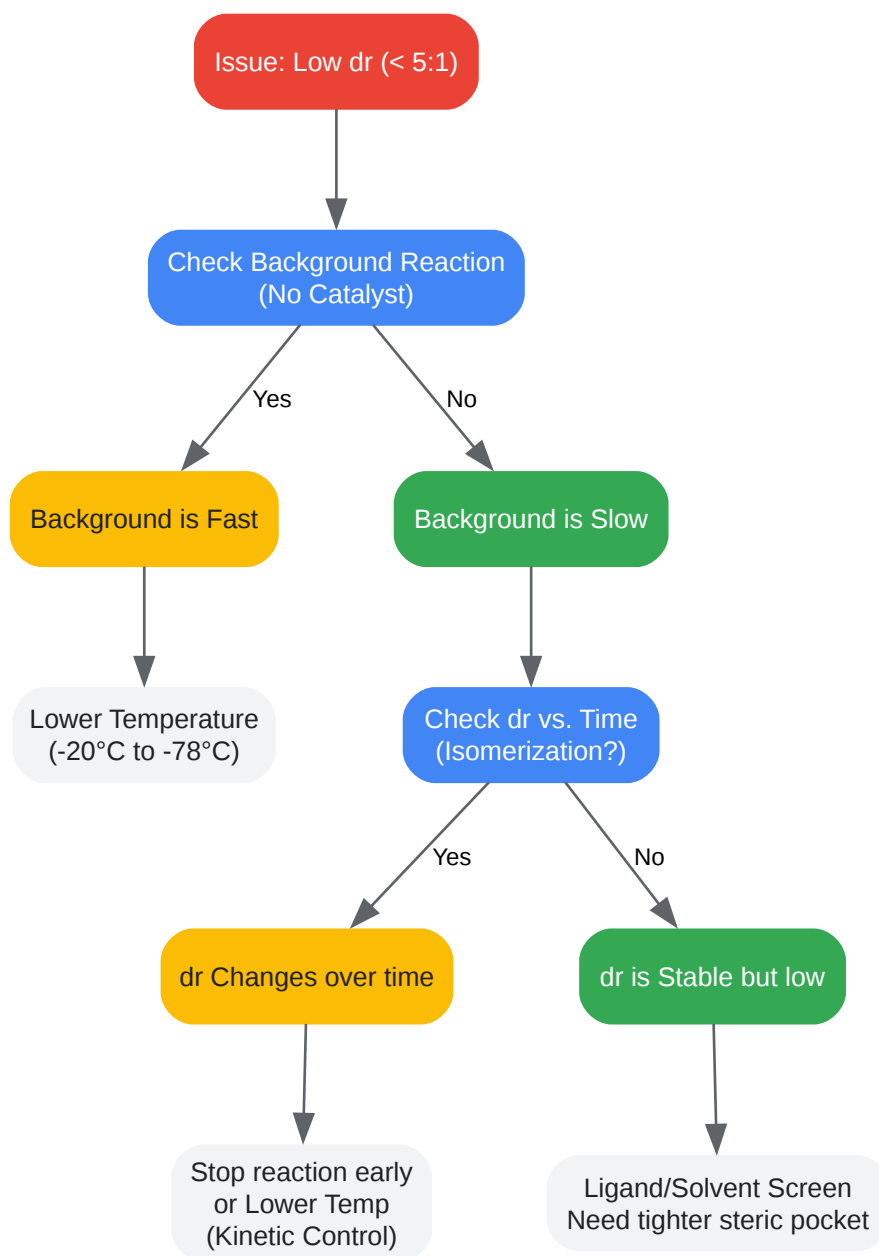 Issue: Low dr (< 5:1)
Check Background Reaction
(No Catalyst)
Yes
No
Background is Fast
Background is Slow
Lower Temperature
(-20°C to -78°C)
Check dr vs. Time
(Isomerization?)
Yes
No
dr Changes over time
dr is Stable but low
Stop reaction early
or Lower Temp
(Kinetic Control)
Ligand/Solvent Screen
Need tighter steric pocket